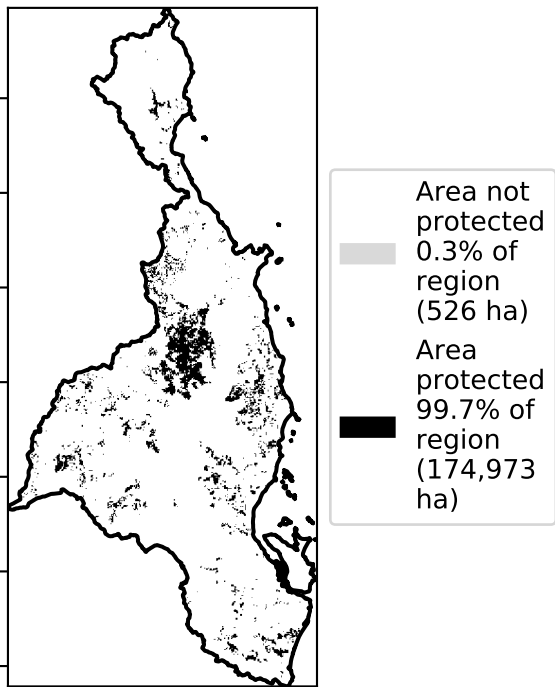 Area not
protected
0.3% of
region
(526 ha)
Area
protected
99.7% of
region
(174,973
ha)